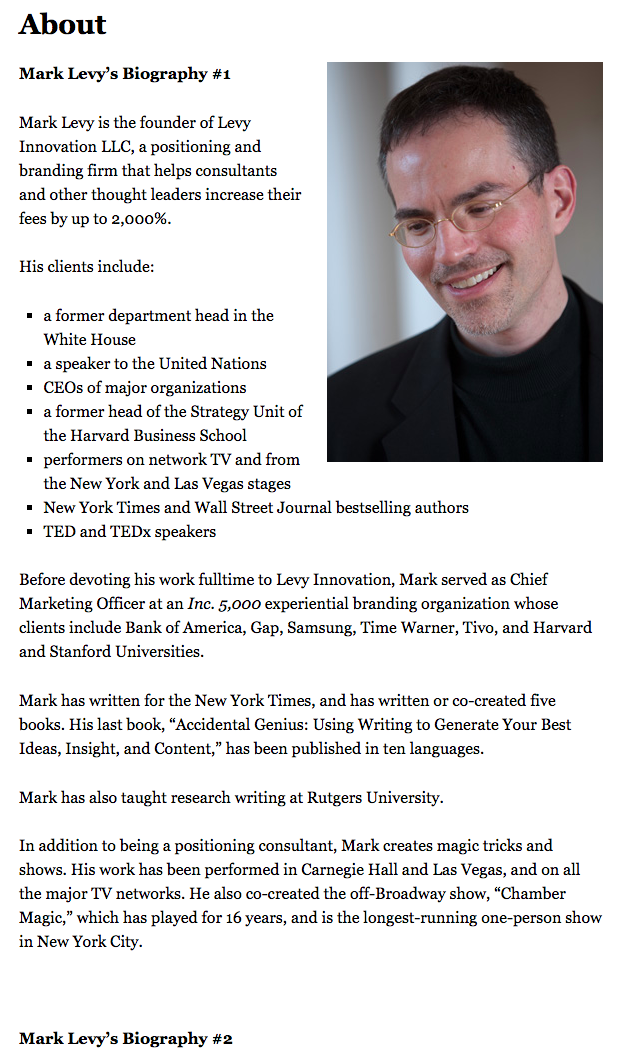 About
Mark Levy’s Biography #1
Mark Levy is the founder of Levy
Innovation LLC, a positioning and
branding firm that helps consultants
and other thought leaders increase their
fees by up to 2,000%.
His clients include:
▪ a former department head in the
White House
▪ a speaker to the United Nations
▪ CEOs of major organizations
▪ a former head of the Strategy Unit of
the Harvard Business School
▪ performers on network TV and from
the New York and Las Vegas stages
▪ New York Times and Wall Street Journal bestselling authors
▪ TED and TEDx speakers
Before devoting his work fulltime to Levy Innovation, Mark served as Chief
Marketing Officer at an Inc. 5,000 experiential branding organization whose
clients include Bank of America, Gap, Samsung, Time Warner, Tivo, and Harvard
and Stanford Universities.
Mark has written for the New York Times, and has written or co-created five
books. His last book, “Accidental Genius: Using Writing to Generate Your Best
Ideas, Insight, and Content,” has been published in ten languages.
Mark has also taught research writing at Rutgers University.
In addition to being a positioning consultant, Mark creates magic tricks and
shows. His work has been performed in Carnegie Hall and Las Vegas, and on all
the major TV networks. He also co-created the off-Broadway show, “Chamber
Magic,” which has played for 16 years, and is the longest-running one-person show
in New York City.
Mark Levy’s Biography #2